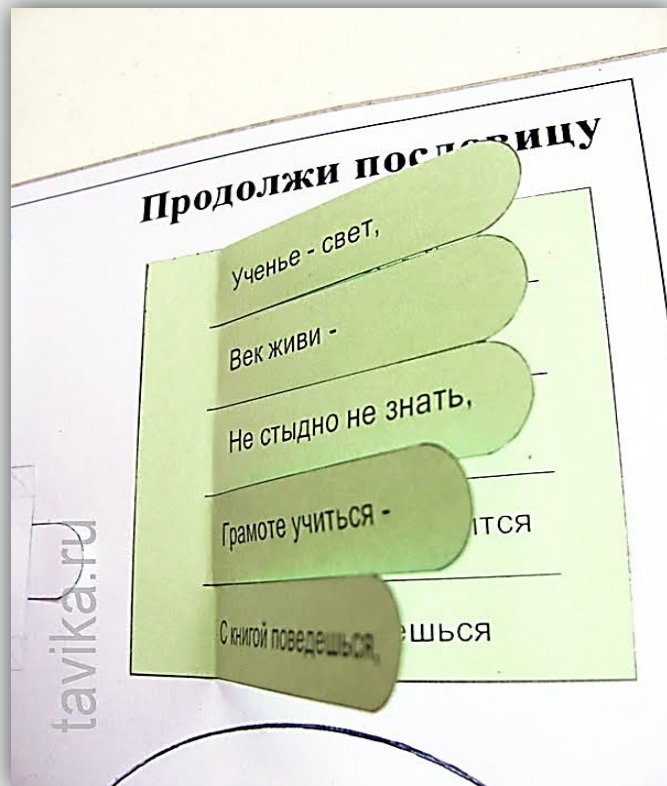 Продолжи пословицу
Ученье - свет,
Век живи -
Не стыдно не знать,
Грамоте учиться -
ится
С книгой поведешься,
ешься
tavika.ru